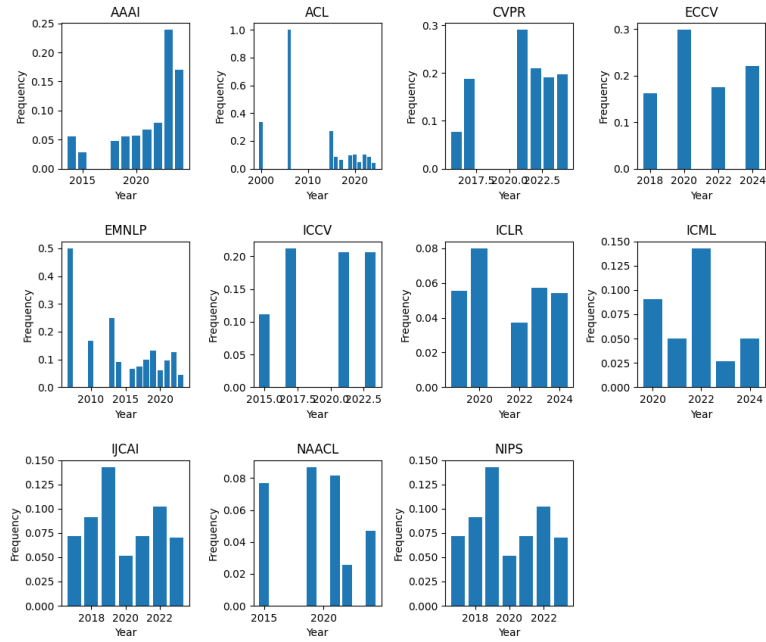 AAAI
0.25
0.20
0.15
0.10
0.05
0.00
Frequency
2015 2020
Year
ACL
1.0
0.8
0.6
0.4
0.2
0.0
Frequency
2000 2010 2020
Year
CVPR
0.3
0.2
0.1
0.0
Frequency
2017.5 2020.0 2022.5
Year
ECCV
0.3
0.2
0.1
0.0
Frequency
2018 2020 2022 2024
Year
EMNLP
0.5
0.4
0.3
0.2
0.1
0.0
Frequency
2010 2015 2020
Year
ICCV
0.20
0.15
0.10
0.05
0.00
Frequency
2015.0 2017.5 2020.0 2022.5
Year
ICLR
0.08
0.06
0.04
0.02
0.00
Frequency
2020 2022 2024
Year
ICML
0.150
0.125
0.100
0.075
0.050
0.025
0.000
Frequency
2020 2022 2024
Year
IJCAI
0.150
0.125
0.100
0.075
0.050
0.025
0.000
Frequency
2018 2020 2022
Year
NAACL
0.08
0.06
0.04
0.02
0.00
Frequency
2015 2020
Year
NIPS
0.150
0.125
0.100
0.075
0.050
0.025
0.000
Frequency
2018 2020 2022
Year